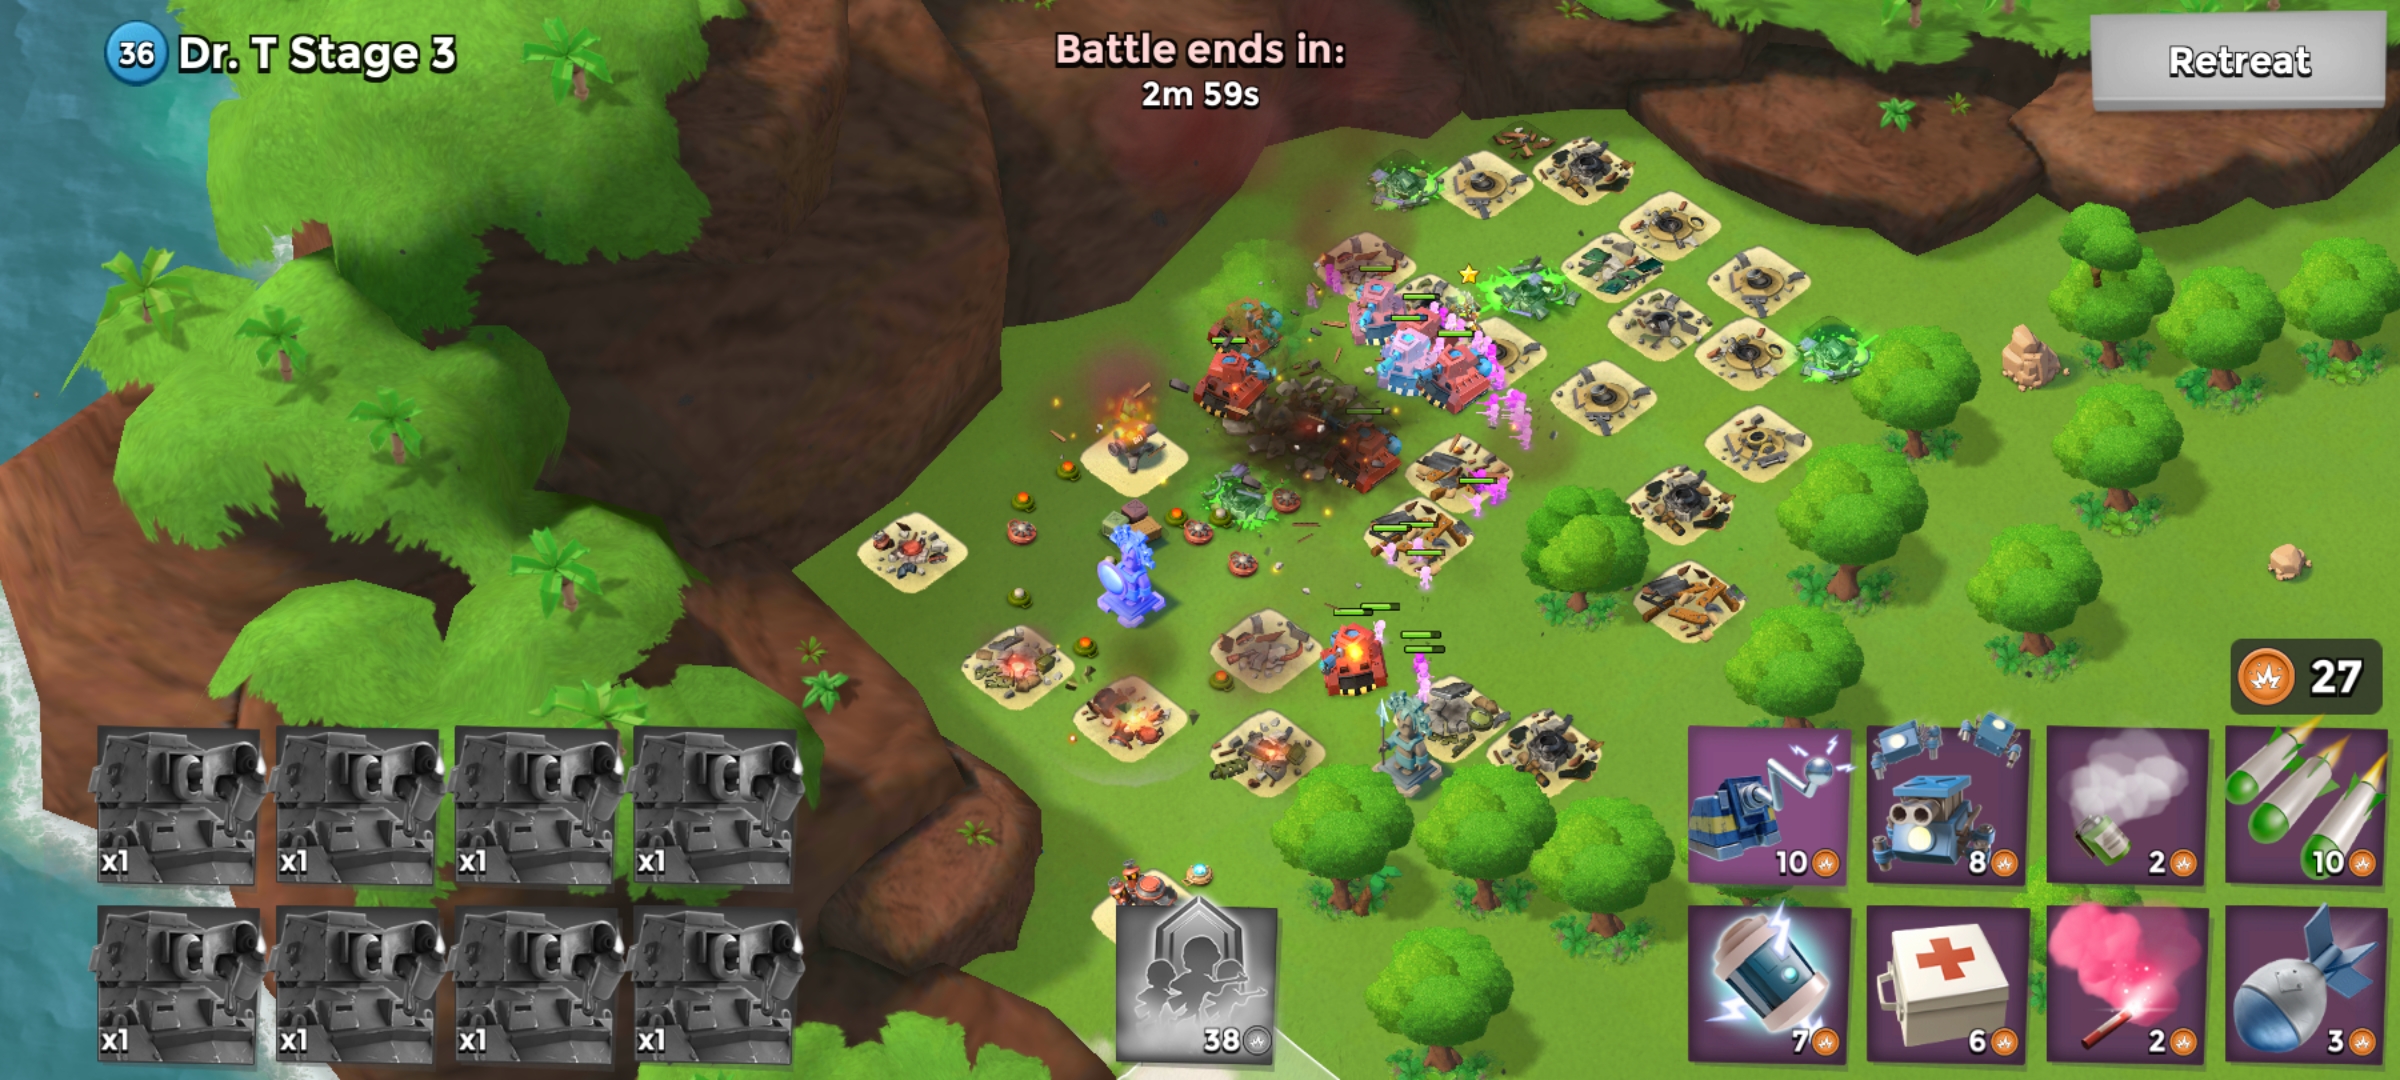 36 Dr. T Stage 3
Battle ends in:
2m 59s
Retreat
27
x1 x1 x1 x1
10 8 2 10
x1 x1 x1 x1
38
7 6 2 3